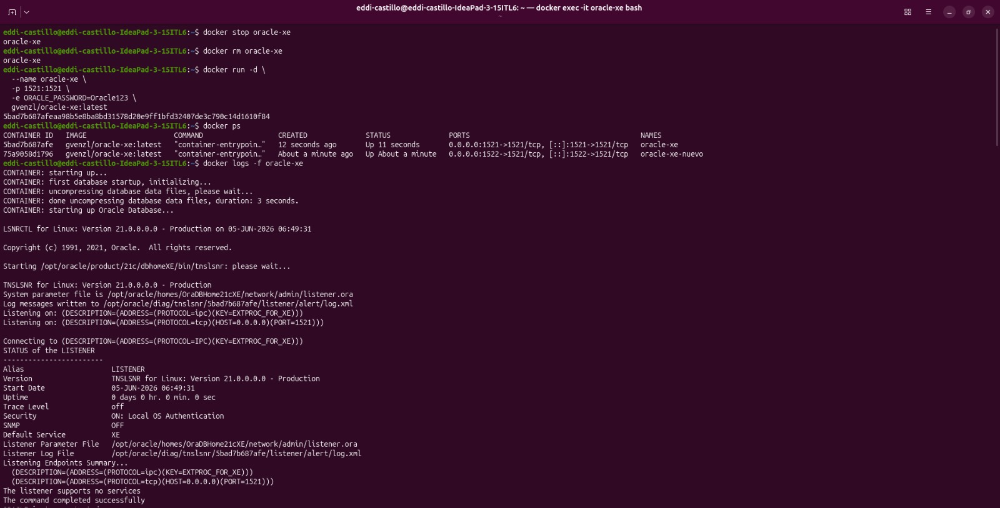 eddi-castillo@eddi-castillo-IdeaPad-3-15ITL6: ~ — docker exec -it oracle-xe bash
~
eddi-castillo@eddi-castillo-IdeaPad-3-15ITL6:~$ docker stop oracle-xe
oracle-xe
eddi-castillo@eddi-castillo-IdeaPad-3-15ITL6:~$ docker rm oracle-xe
oracle-xe
eddi-castillo@eddi-castillo-IdeaPad-3-15ITL6:~$ docker run -d \
  --name oracle-xe \
  -p 1521:1521 \
  -e ORACLE_PASSWORD=Oracle123 \
  gvenzl/oracle-xe:latest
5bad7b687afeaa98b5e8ba8bd31578d20e9ff1bfd32407de3c790c14d1610f84
eddi-castillo@eddi-castillo-IdeaPad-3-15ITL6:~$ docker ps
CONTAINER ID   IMAGE                     COMMAND                  CREATED              STATUS              PORTS                                         NAMES
5bad7b687afe   gvenzl/oracle-xe:latest   "container-entrypoin…"   12 seconds ago       Up 11 seconds       0.0.0.0:1521->1521/tcp, [::]:1521->1521/tcp   oracle-xe
75a9058d1796   gvenzl/oracle-xe:latest   "container-entrypoin…"   About a minute ago   Up About a minute   0.0.0.0:1522->1521/tcp, [::]:1522->1521/tcp   oracle-xe-nuevo
eddi-castillo@eddi-castillo-IdeaPad-3-15ITL6:~$ docker logs -f oracle-xe
CONTAINER: starting up...
CONTAINER: first database startup, initializing...
CONTAINER: uncompressing database data files, please wait...
CONTAINER: done uncompressing database data files, duration: 3 seconds.
CONTAINER: starting up Oracle Database...

LSNRCTL for Linux: Version 21.0.0.0.0 - Production on 05-JUN-2026 06:49:31

Copyright (c) 1991, 2021, Oracle.  All rights reserved.

Starting /opt/oracle/product/21c/dbhomeXE/bin/tnslsnr: please wait...

TNSLSNR for Linux: Version 21.0.0.0.0 - Production
System parameter file is /opt/oracle/homes/OraDBHome21cXE/network/admin/listener.ora
Log messages written to /opt/oracle/diag/tnslsnr/5bad7b687afe/listener/alert/log.xml
Listening on: (DESCRIPTION=(ADDRESS=(PROTOCOL=ipc)(KEY=EXTPROC_FOR_XE)))
Listening on: (DESCRIPTION=(ADDRESS=(PROTOCOL=tcp)(HOST=0.0.0.0)(PORT=1521)))

Connecting to (DESCRIPTION=(ADDRESS=(PROTOCOL=IPC)(KEY=EXTPROC_FOR_XE)))
STATUS of the LISTENER
------------------------
Alias                     LISTENER
Version                   TNSLSNR for Linux: Version 21.0.0.0.0 - Production
Start Date                05-JUN-2026 06:49:31
Uptime                    0 days 0 hr. 0 min. 0 sec
Trace Level               off
Security                  ON: Local OS Authentication
SNMP                      OFF
Default Service           XE
Listener Parameter File   /opt/oracle/homes/OraDBHome21cXE/network/admin/listener.ora
Listener Log File         /opt/oracle/diag/tnslsnr/5bad7b687afe/listener/alert/log.xml
Listening Endpoints Summary...
  (DESCRIPTION=(ADDRESS=(PROTOCOL=ipc)(KEY=EXTPROC_FOR_XE)))
  (DESCRIPTION=(ADDRESS=(PROTOCOL=tcp)(HOST=0.0.0.0)(PORT=1521)))
The listener supports no services
The command completed successfully